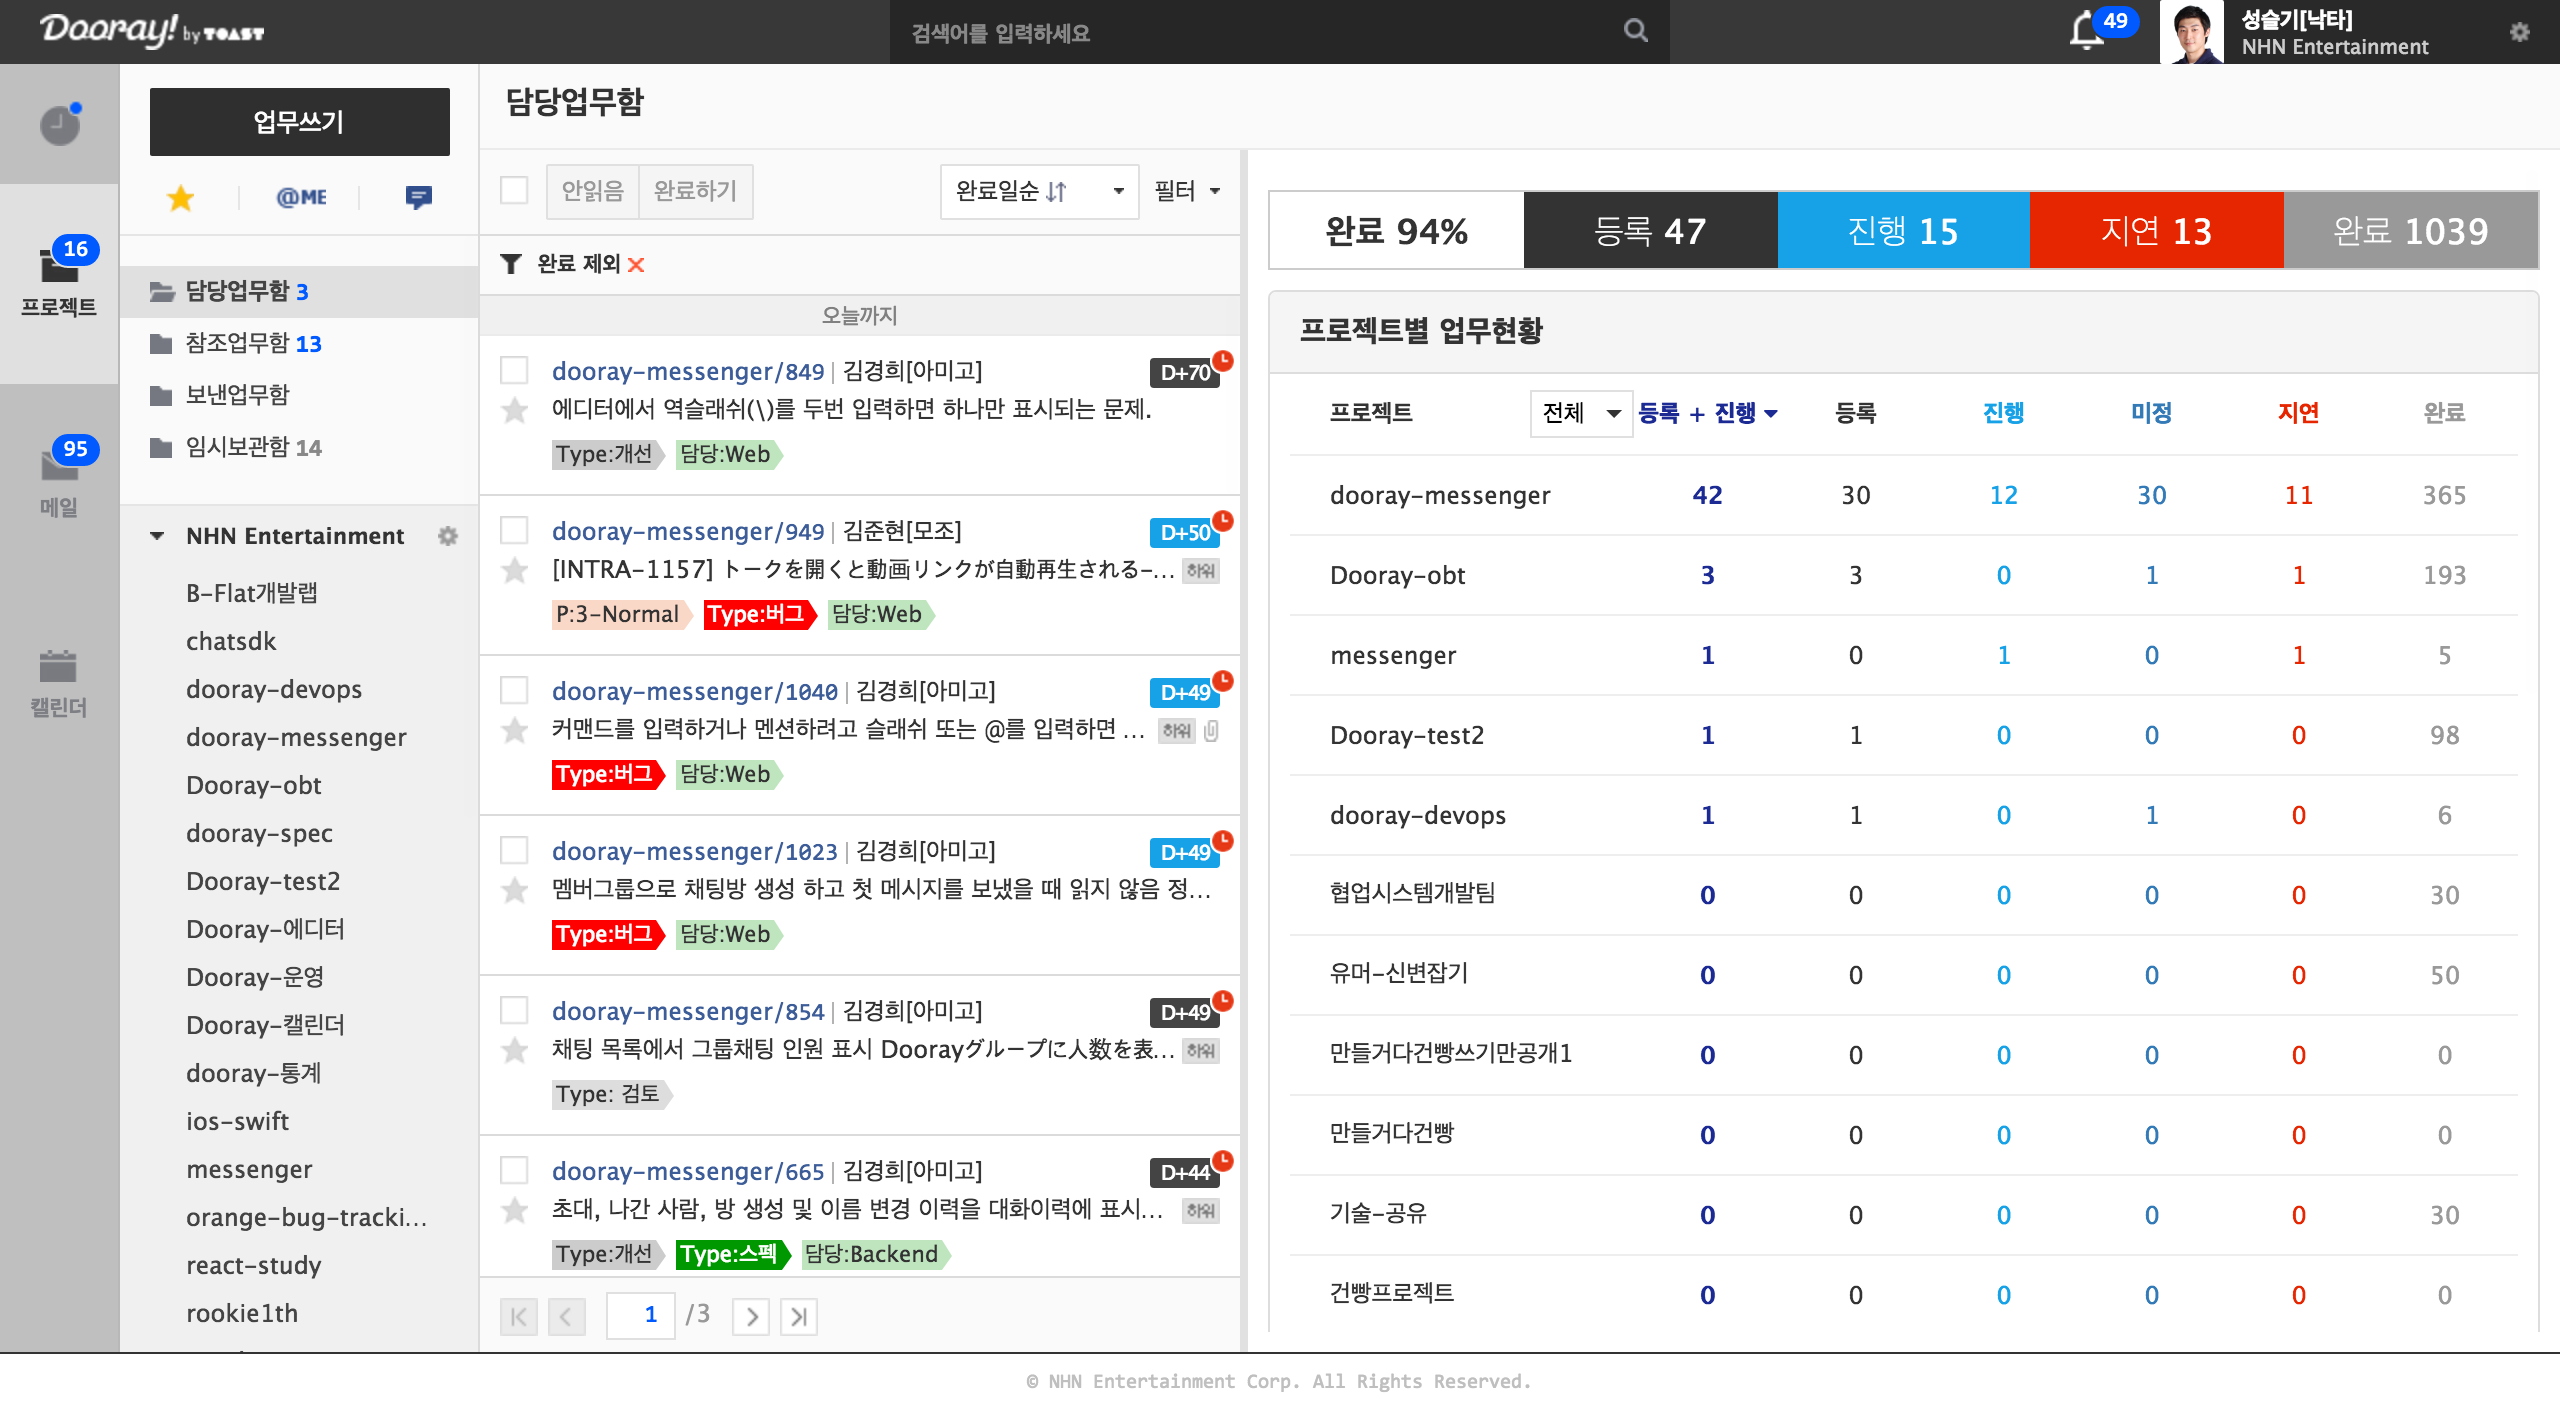 Dooray! by TOAST
검색어를 입력하세요
49
성슬기[낙타]
NHN Entertainment
16
프로젝트
95
메일
캘린더
업무쓰기
@ME
담당업무함 3
참조업무함 13
보낸업무함
임시보관함 14
NHN Entertainment
B-Flat개발랩
chatsdk
dooray-devops
dooray-messenger
Dooray-obt
dooray-spec
Dooray-test2
Dooray-에디터
Dooray-운영
Dooray-캘린더
dooray-통계
ios-swift
messenger
orange-bug-tracki...
react-study
rookie1th
담당업무함
안읽음 완료하기 완료일순 필터
완료 제외
오늘까지
dooray-messenger/849 | 김경희[아미고] D+70
에디터에서 역슬래쉬(\)를 두번 입력하면 하나만 표시되는 문제.
Type:개선 담당:Web
dooray-messenger/949 | 김준현[모조] D+50
[INTRA-1157] トークを開くと動画リンクが自動再生される-... 하위
P:3-Normal Type:버그 담당:Web
dooray-messenger/1040 | 김경희[아미고] D+49
커맨드를 입력하거나 멘션하려고 슬래쉬 또는 @를 입력하면 ... 하위
Type:버그 담당:Web
dooray-messenger/1023 | 김경희[아미고] D+49
멤버그룹으로 채팅방 생성 하고 첫 메시지를 보냈을 때 읽지 않음 정...
Type:버그 담당:Web
dooray-messenger/854 | 김경희[아미고] D+49
채팅 목록에서 그룹채팅 인원 표시 Doorayグループに人数を表... 하위
Type: 검토
dooray-messenger/665 | 김경희[아미고] D+44
초대, 나간 사람, 방 생성 및 이름 변경 이력을 대화이력에 표시... 하위
Type:개선 Type:스펙 담당:Backend
1 /3
완료 94% 등록 47 진행 15 지연 13 완료 1039
프로젝트별 업무현황
프로젝트 전체 등록 + 진행 등록 진행 미정 지연 완료
dooray-messenger 42 30 12 30 11 365
Dooray-obt 3 3 0 1 1 193
messenger 1 0 1 0 1 5
Dooray-test2 1 1 0 0 0 98
dooray-devops 1 1 0 1 0 6
협업시스템개발팀 0 0 0 0 0 30
유머-신변잡기 0 0 0 0 0 50
만들거다건빵쓰기만공개1 0 0 0 0 0 0
만들거다건빵 0 0 0 0 0 0
기술-공유 0 0 0 0 0 30
건빵프로젝트 0 0 0 0 0 0
© NHN Entertainment Corp. All Rights Reserved.